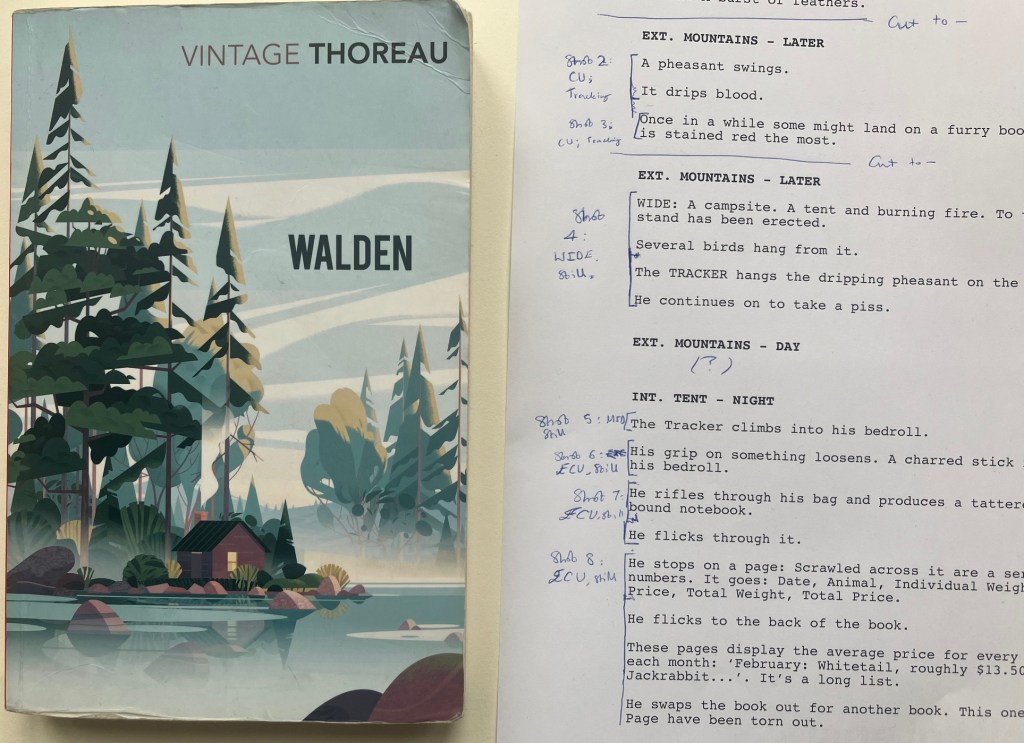 VINTAGE THOREAU
WALDEN
burst of feathers.
Cut to -
EXT. MOUNTAINS - LATER
Shot 2:
CU;
Tracking
A pheasant swings.
It drips blood.
Shot 3:
CU; Tracking
Once in a while some might land on a furry
is stained red the most.
Cut to -
EXT. MOUNTAINS - LATER
Shot
4:
WIDE.
Still.
WIDE: A campsite. A tent and burning fire. To
stand has been erected.
Several birds hang from it.
The TRACKER hangs the dripping pheasant on the
He continues on to take a piss.
EXT. MOUNTAINS - DAY
(?)
INT. TENT - NIGHT
Shot 5: MED
Still
The Tracker climbs into his bedroll.
Shot 6:
ECU, Still
His grip on something loosens. A charred stick
his bedroll.
Shot 7:
ECU, still
He rifles through his bag and produces a
bound notebook.
He flicks through it.
Shot 8:
ECU, still
He stops on a page: Scrawled across it are a
numbers. It goes: Date, Animal, Individual
Price, Total Weight, Total Price.
He flicks to the back of the book.
These pages display the average price for every
each month: ‘February: Whitetail, roughly $13.50
Jackrabbit...’. It’s a long list.
He swaps the book out for another book. This one
Page have been torn out.